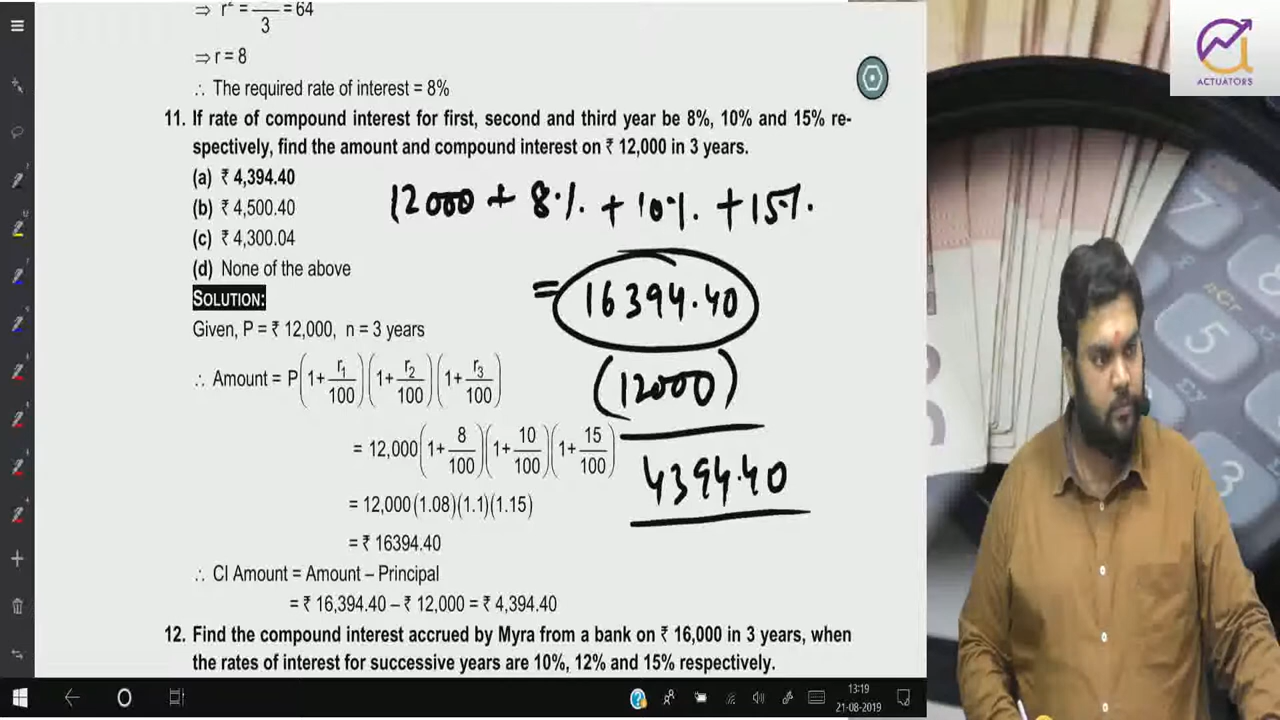 ⇒ r² = — = 64
3
⇒ r = 8
∴ The required rate of interest = 8%
11. If rate of compound interest for first, second and third year be 8%, 10% and 15% re-
spectively, find the amount and compound interest on ₹ 12,000 in 3 years.
(a) ₹ 4,394.40
(b) ₹ 4,500.40
(c) ₹ 4,300.04
(d) None of the above
12000 + 8% + 10% + 15%
= 16394.40
(12000)
4394.40
SOLUTION:
Given, P = ₹ 12,000, n = 3 years
∴ Amount = P(1+r₁/100)(1+r₂/100)(1+r₃/100)
= 12,000(1+8/100)(1+10/100)(1+15/100)
= 12,000(1.08)(1.1)(1.15)
= ₹ 16394.40
∴ CI Amount = Amount – Principal
= ₹ 16,394.40 – ₹ 12,000 = ₹ 4,394.40
12. Find the compound interest accrued by Myra from a bank on ₹ 16,000 in 3 years, when
the rates of interest for successive years are 10%, 12% and 15% respectively.
ACTUATORS
7
nCr
5
3
13:19
21-08-2019